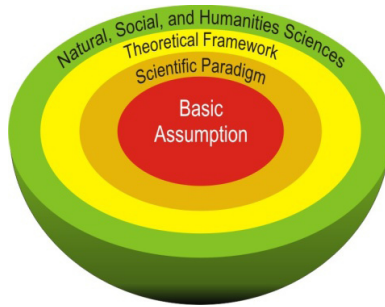 Natural, Social, and Humanities Sciences
Theoretical Framework
Scientific Paradigm
Basic
Assumption